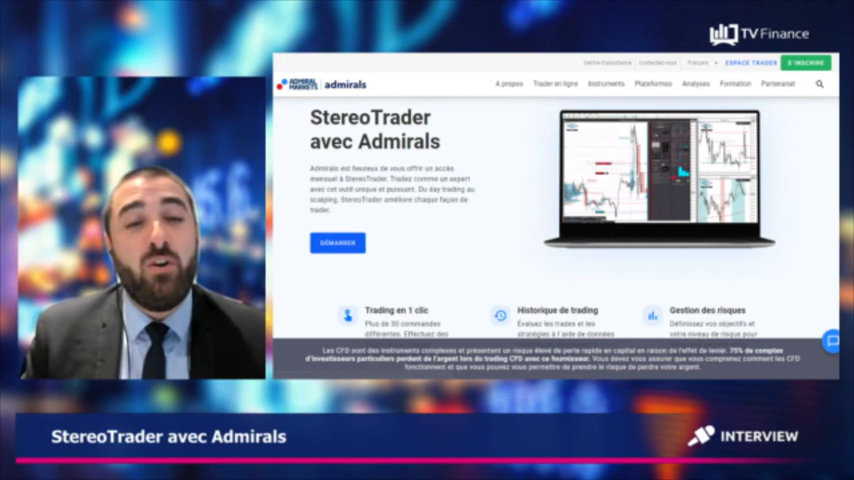 TV Finance
Centre d'assistance Contactez-nous Français ESPACE TRADER S'INSCRIRE
ADMIRAL MARKETS admirals A propos Trader en ligne Instruments Plateformes Analyses Formation Partenariat
StereoTrader
avec Admirals
Admirals est heureux de vous offrir un accès
mensuel à StereoTrader. Tradez comme un expert
avec cet outil unique et puissant. Du day trading au
scalping, StereoTrader améliore chaque façon de
trader.
DÉMARRER
Trading en 1 clic
Plus de 30 commandes
différentes. Effectuez des
Historique de trading
Évaluez les trades et les
stratégies à l'aide de données
Gestion des risques
Définissez vos objectifs et
votre niveau de risque pour
Les CFD sont des instruments complexes et présentent un risque élevé de perte rapide en capital en raison de l'effet de levier. 75% de comptes
d'investisseurs particuliers perdent de l'argent lors du trading CFD avec ce fournisseur. Vous devez vous assurer que vous comprenez comment les CFD
fonctionnent et que vous pouvez vous permettre de prendre le risque de perdre votre argent.
StereoTrader avec Admirals
INTERVIEW